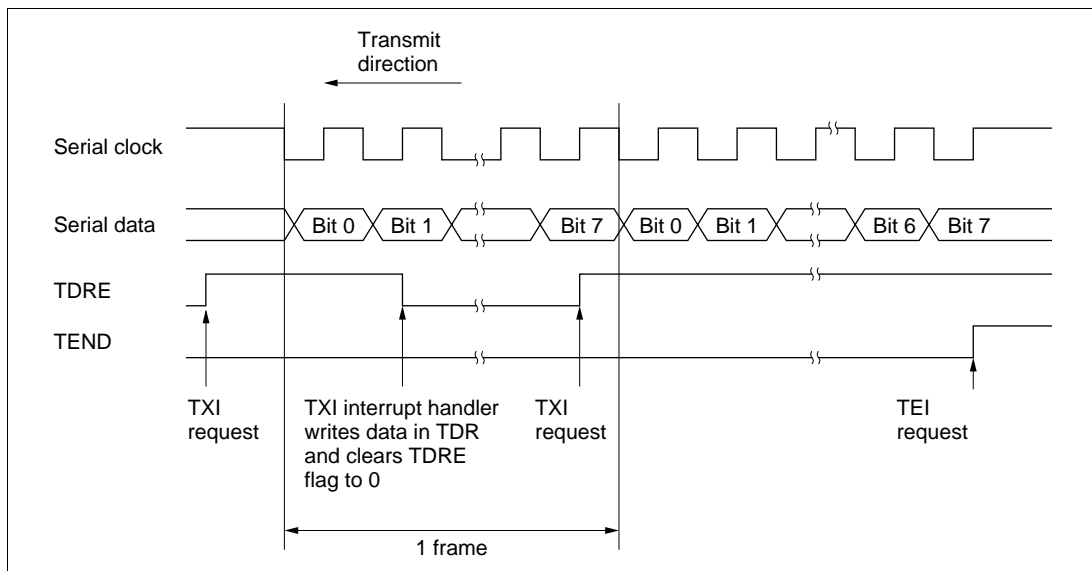 Transmit
direction
Serial clock
Serial data
Bit 0
Bit 1
Bit 7
Bit 0
Bit 1
Bit 6
Bit 7
TDRE
TEND
TXI
request
TXI interrupt handler
writes data in TDR
and clears TDRE
flag to 0
TXI
request
TEI
request
1 frame